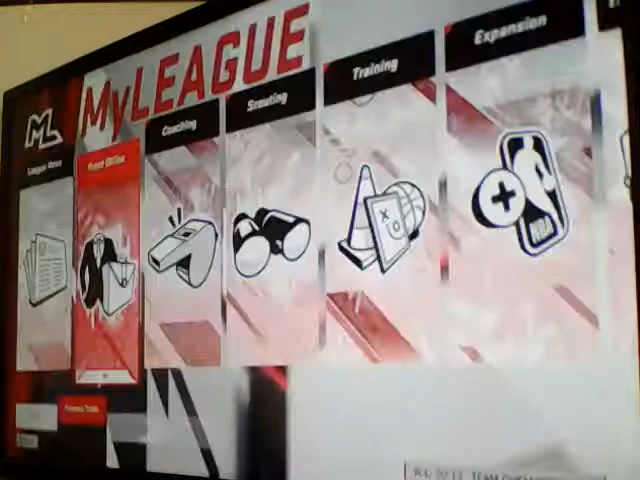 MyLEAGUE
ML
League News
Front Office
Coaching
Scouting
Training
Expansion
X
O
+
NBA